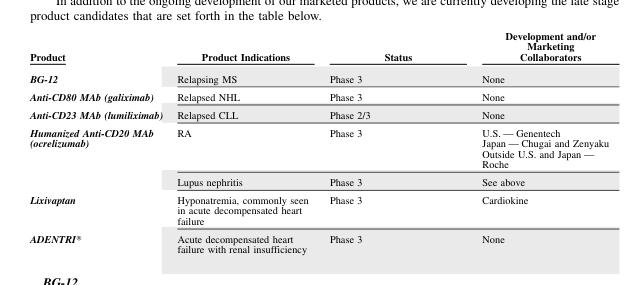 In addition to the ongoing development of our marketed products, we are currently developing the late stage
product candidates that are set forth in the table below.
Development and/or
Marketing
Product Product Indications Status Collaborators
BG-12 Relapsing MS Phase 3 None
Anti-CD80 MAb (galiximab) Relapsed NHL Phase 3 None
Anti-CD23 MAb (lumiliximab) Relapsed CLL Phase 2/3 None
Humanized Anti-CD20 MAb RA Phase 3 U.S. — Genentech
(ocrelizumab) Japan — Chugai and Zenyaku
Outside U.S. and Japan —
Roche
Lupus nephritis Phase 3 See above
Lixivaptan Hyponatremia, commonly seen Phase 3 Cardiokine
in acute decompensated heart
failure
ADENTRI® Acute decompensated heart Phase 3 None
failure with renal insufficiency
BG-12